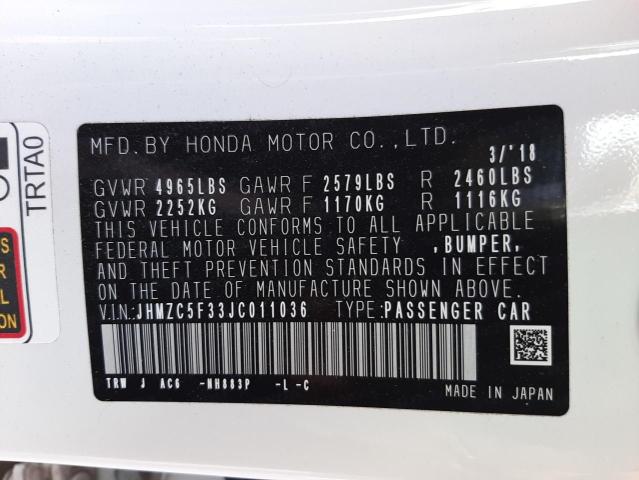 MFD. BY HONDA MOTOR CO.,LTD.
3/'18
GVWR 4965LBS GAWR F 2579LBS R 2460LBS
GVWR 2252KG GAWR F 1170KG R 1116KG
THIS VEHICLE CONFORMS TO ALL APPLICABLE
FEDERAL MOTOR VEHICLE SAFETY ,BUMPER,
AND THEFT PREVENTION STANDARDS IN EFFECT
ON THE DATE OF MANUFACTURE SHOWN ABOVE.
V.I.N.: JHMZC5F33JC011036 TYPE:PASSENGER CAR
TRW J AC6 -NH883P -L -C
MADE IN JAPAN
TRTA0